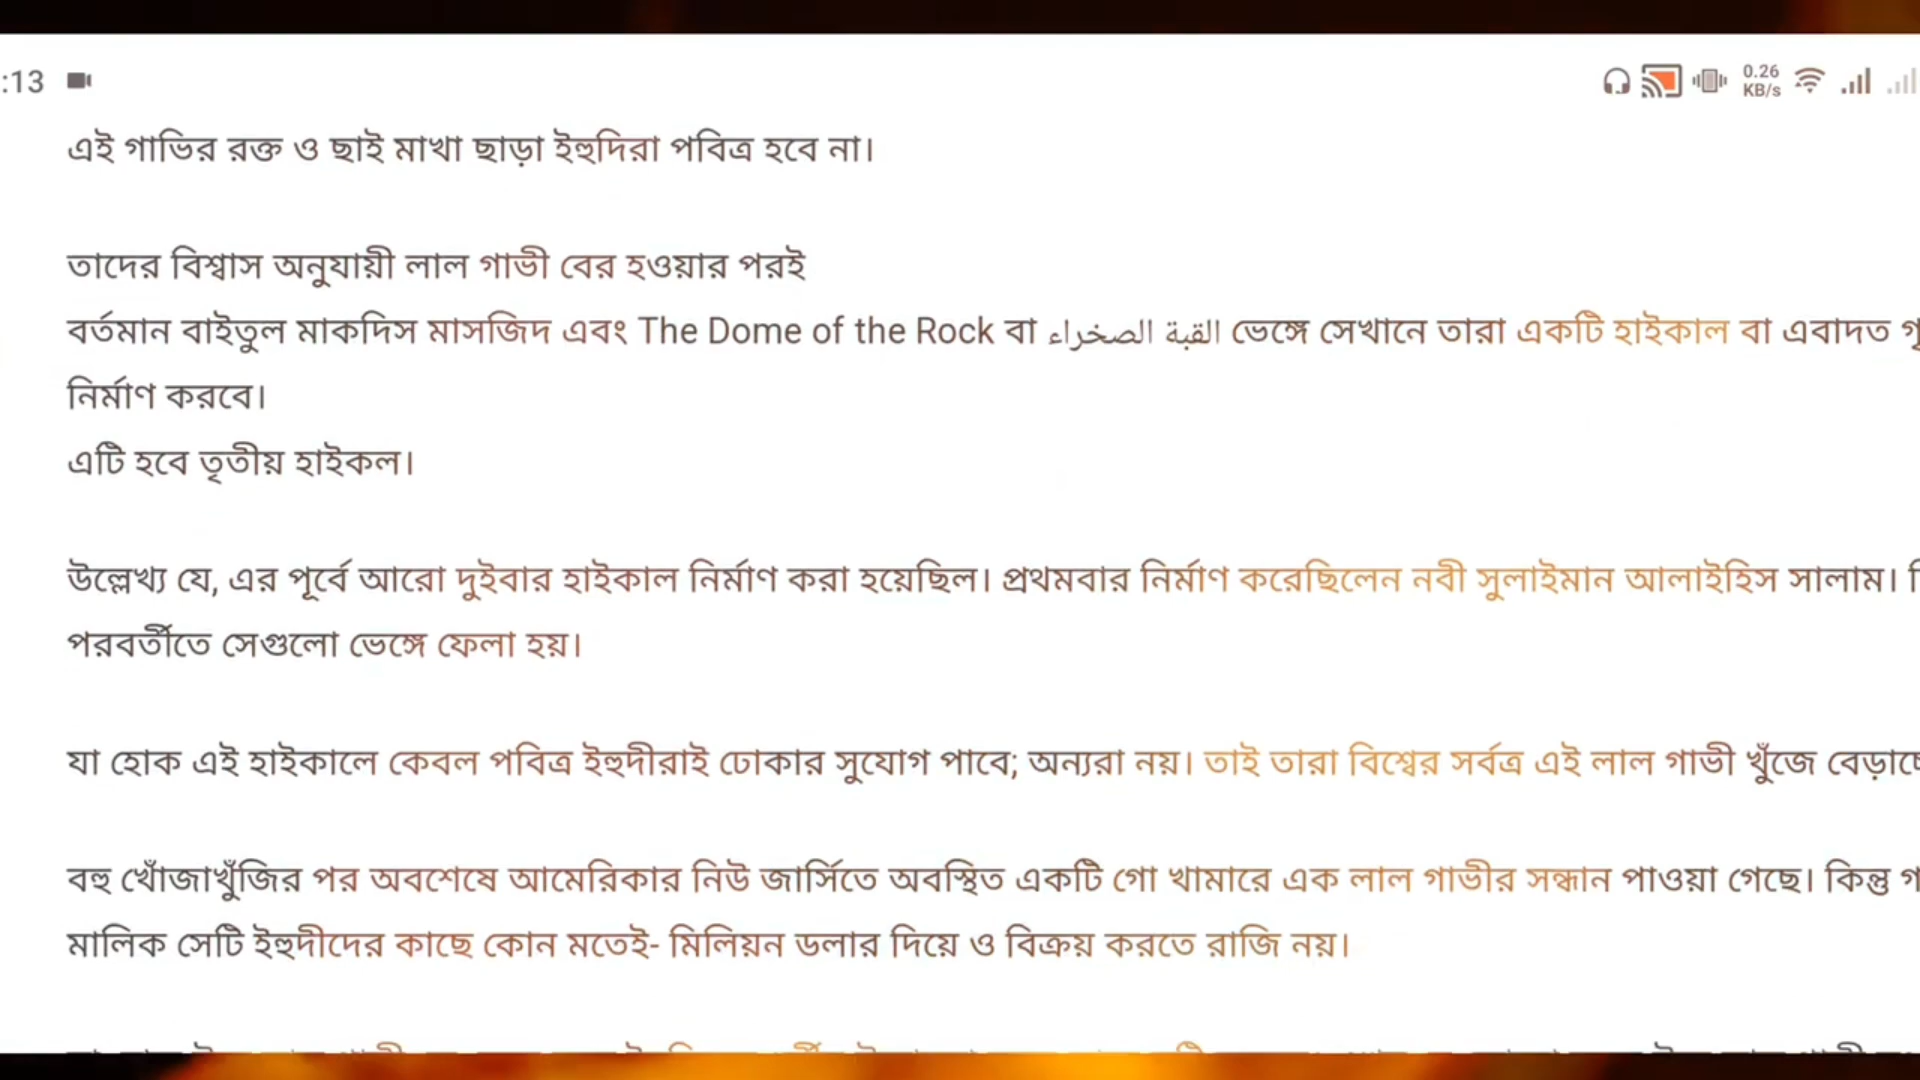 :13
0.26
KB/s
এই গাভির রক্ত ও ছাই মাখা ছাড়া ইহুদিরা পবিত্র হবে না।
তাদের বিশ্বাস অনুযায়ী লাল গাভী বের হওয়ার পরই
বর্তমান বাইতুল মাকদিস মাসজিদ এবং The Dome of the Rock বা القبة الصخراء ভেঙ্গে সেখানে তারা একটি হাইকাল বা এবাদত
নির্মাণ করবে।
এটি হবে তৃতীয় হাইকল।
উল্লেখ্য যে, এর পূর্বে আরো দুইবার হাইকাল নির্মাণ করা হয়েছিল। প্রথমবার নির্মাণ করেছিলেন নবী সুলাইমান আলাইহিস সালাম।
পরবর্তীতে সেগুলো ভেঙ্গে ফেলা হয়।
যা হোক এই হাইকালে কেবল পবিত্র ইহুদীরাই ঢোকার সুযোগ পাবে; অন্যরা নয়। তাই তারা বিশ্বের সর্বত্র এই লাল গাভী খুঁজে
বহু খোঁজাখুঁজির পর অবশেষে আমেরিকার নিউ জার্সিতে অবস্থিত একটি গো খামারে এক লাল গাভীর সন্ধান পাওয়া গেছে। কিন্তু
মালিক সেটি ইহুদীদের কাছে কোন মতেই- মিলিয়ন ডলার দিয়ে ও বিক্রয় করতে রাজি নয়।